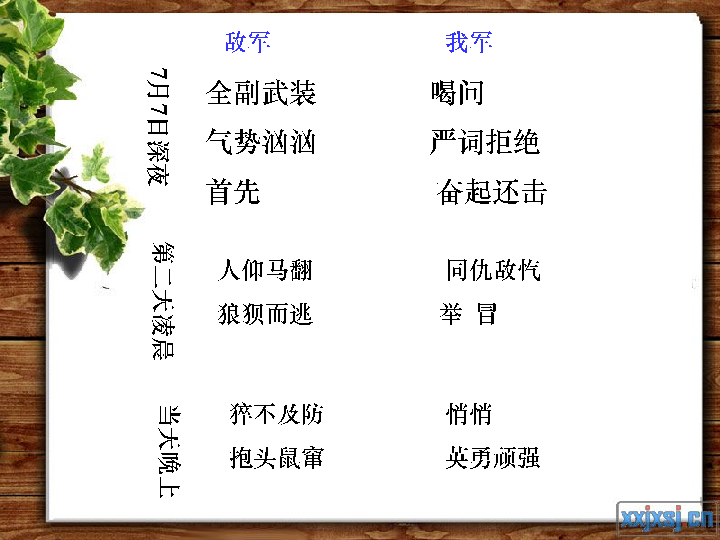 敌军 我军
7月7日深夜
全副武装 喝问
气势汹汹 严词拒绝
首先 奋起还击
第二天凌晨
人仰马翻 同仇敌忾
狼狈而逃 举 冒
当天晚上
猝不及防 悄悄
抱头鼠窜 英勇顽强
xxjxsj.cn